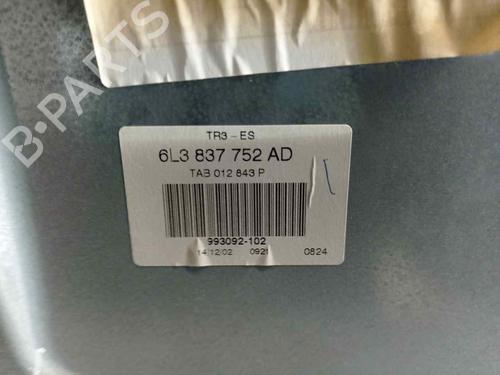 B-PARTS
TR3-ES
6L3 837 752 AD
TAB 012 843 P
993092-102
14/12/02 0921 0824